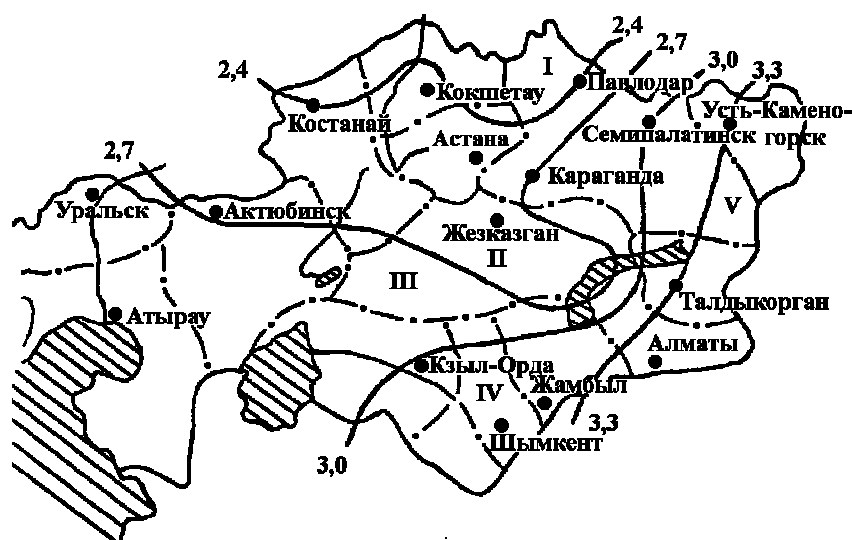 2,4
2,7
I
3,0
3,3
2,4
Кокшетау
Павлодар
Костанай
Усть-Камено-
горск
Семипалатинск
Астана
2,7
Караганда
Уральск
Актюбинск
V
Жезказган
II
III
Талдыкорган
Атырау
Алматы
Кзыл-Орда
Жамбыл
IV
3,3
Шымкент
3,0